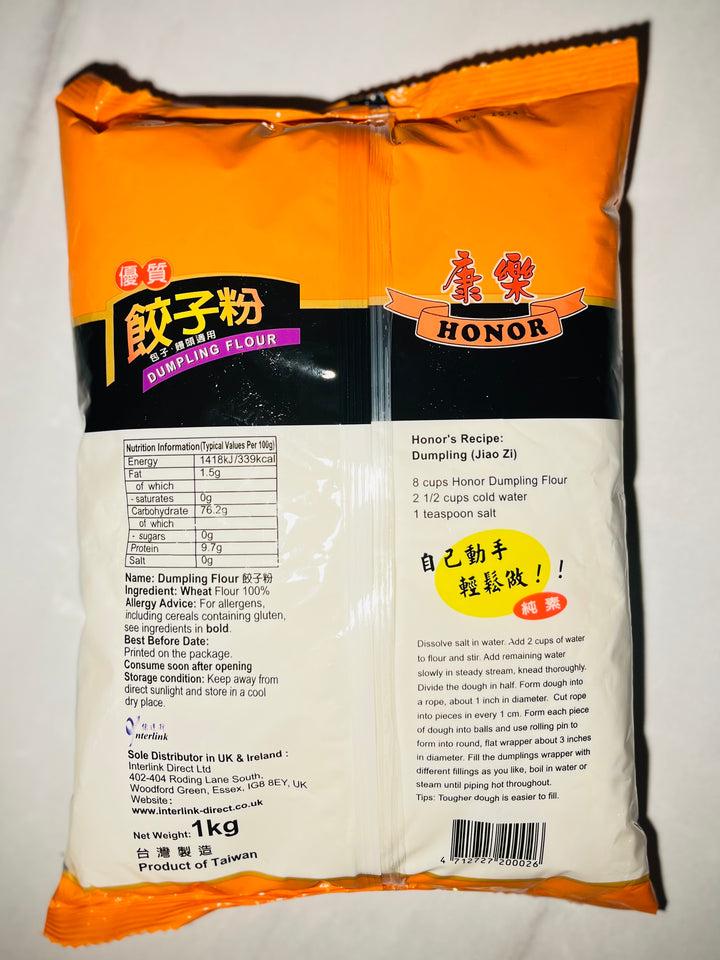 NOV 2024
優質
餃子粉
包子·饅頭適用
DUMPLING FLOUR
康樂
HONOR
Nutrition Information(Typical Values Per 100g)
Energy 1418kJ/339kcal
Fat 1.5g
of which
- saturates 0g
Carbohydrate 76.2g
of which
- sugars 0g
Protein 9.7g
Salt 0g
Name: Dumpling Flour 餃子粉
Ingredient: Wheat Flour 100%
Allergy Advice: For allergens,
including cereals containing gluten,
see ingredients in bold.
Best Before Date:
Printed on the package.
Consume soon after opening
Storage condition: Keep away from
direct sunlight and store in a cool
dry place.
Interlink
Sole Distributor in UK & Ireland :
Interlink Direct Ltd
402-404 Roding Lane South,
Woodford Green, Essex, IG8 8EY, UK
Website:
www.interlink-direct.co.uk
Net Weight: 1kg
台灣製造
Product of Taiwan
Honor's Recipe:
Dumpling (Jiao Zi)
8 cups Honor Dumpling Flour
2 1/2 cups cold water
1 teaspoon salt
自己動手
輕鬆做!!
純素
Dissolve salt in water. Add 2 cups of water
to flour and stir. Add remaining water
slowly in steady stream, knead thoroughly.
Divide the dough in half. Form dough into
a rope, about 1 inch in diameter. Cut rope
into pieces in every 1 cm. Form each piece
of dough into balls and use rolling pin to
form into round, flat wrapper about 3 inches
in diameter. Fill the dumplings wrapper with
different fillings as you like, boil in water or
steam until piping hot throughout.
Tips: Tougher dough is easier to fill.
4 712727 200026